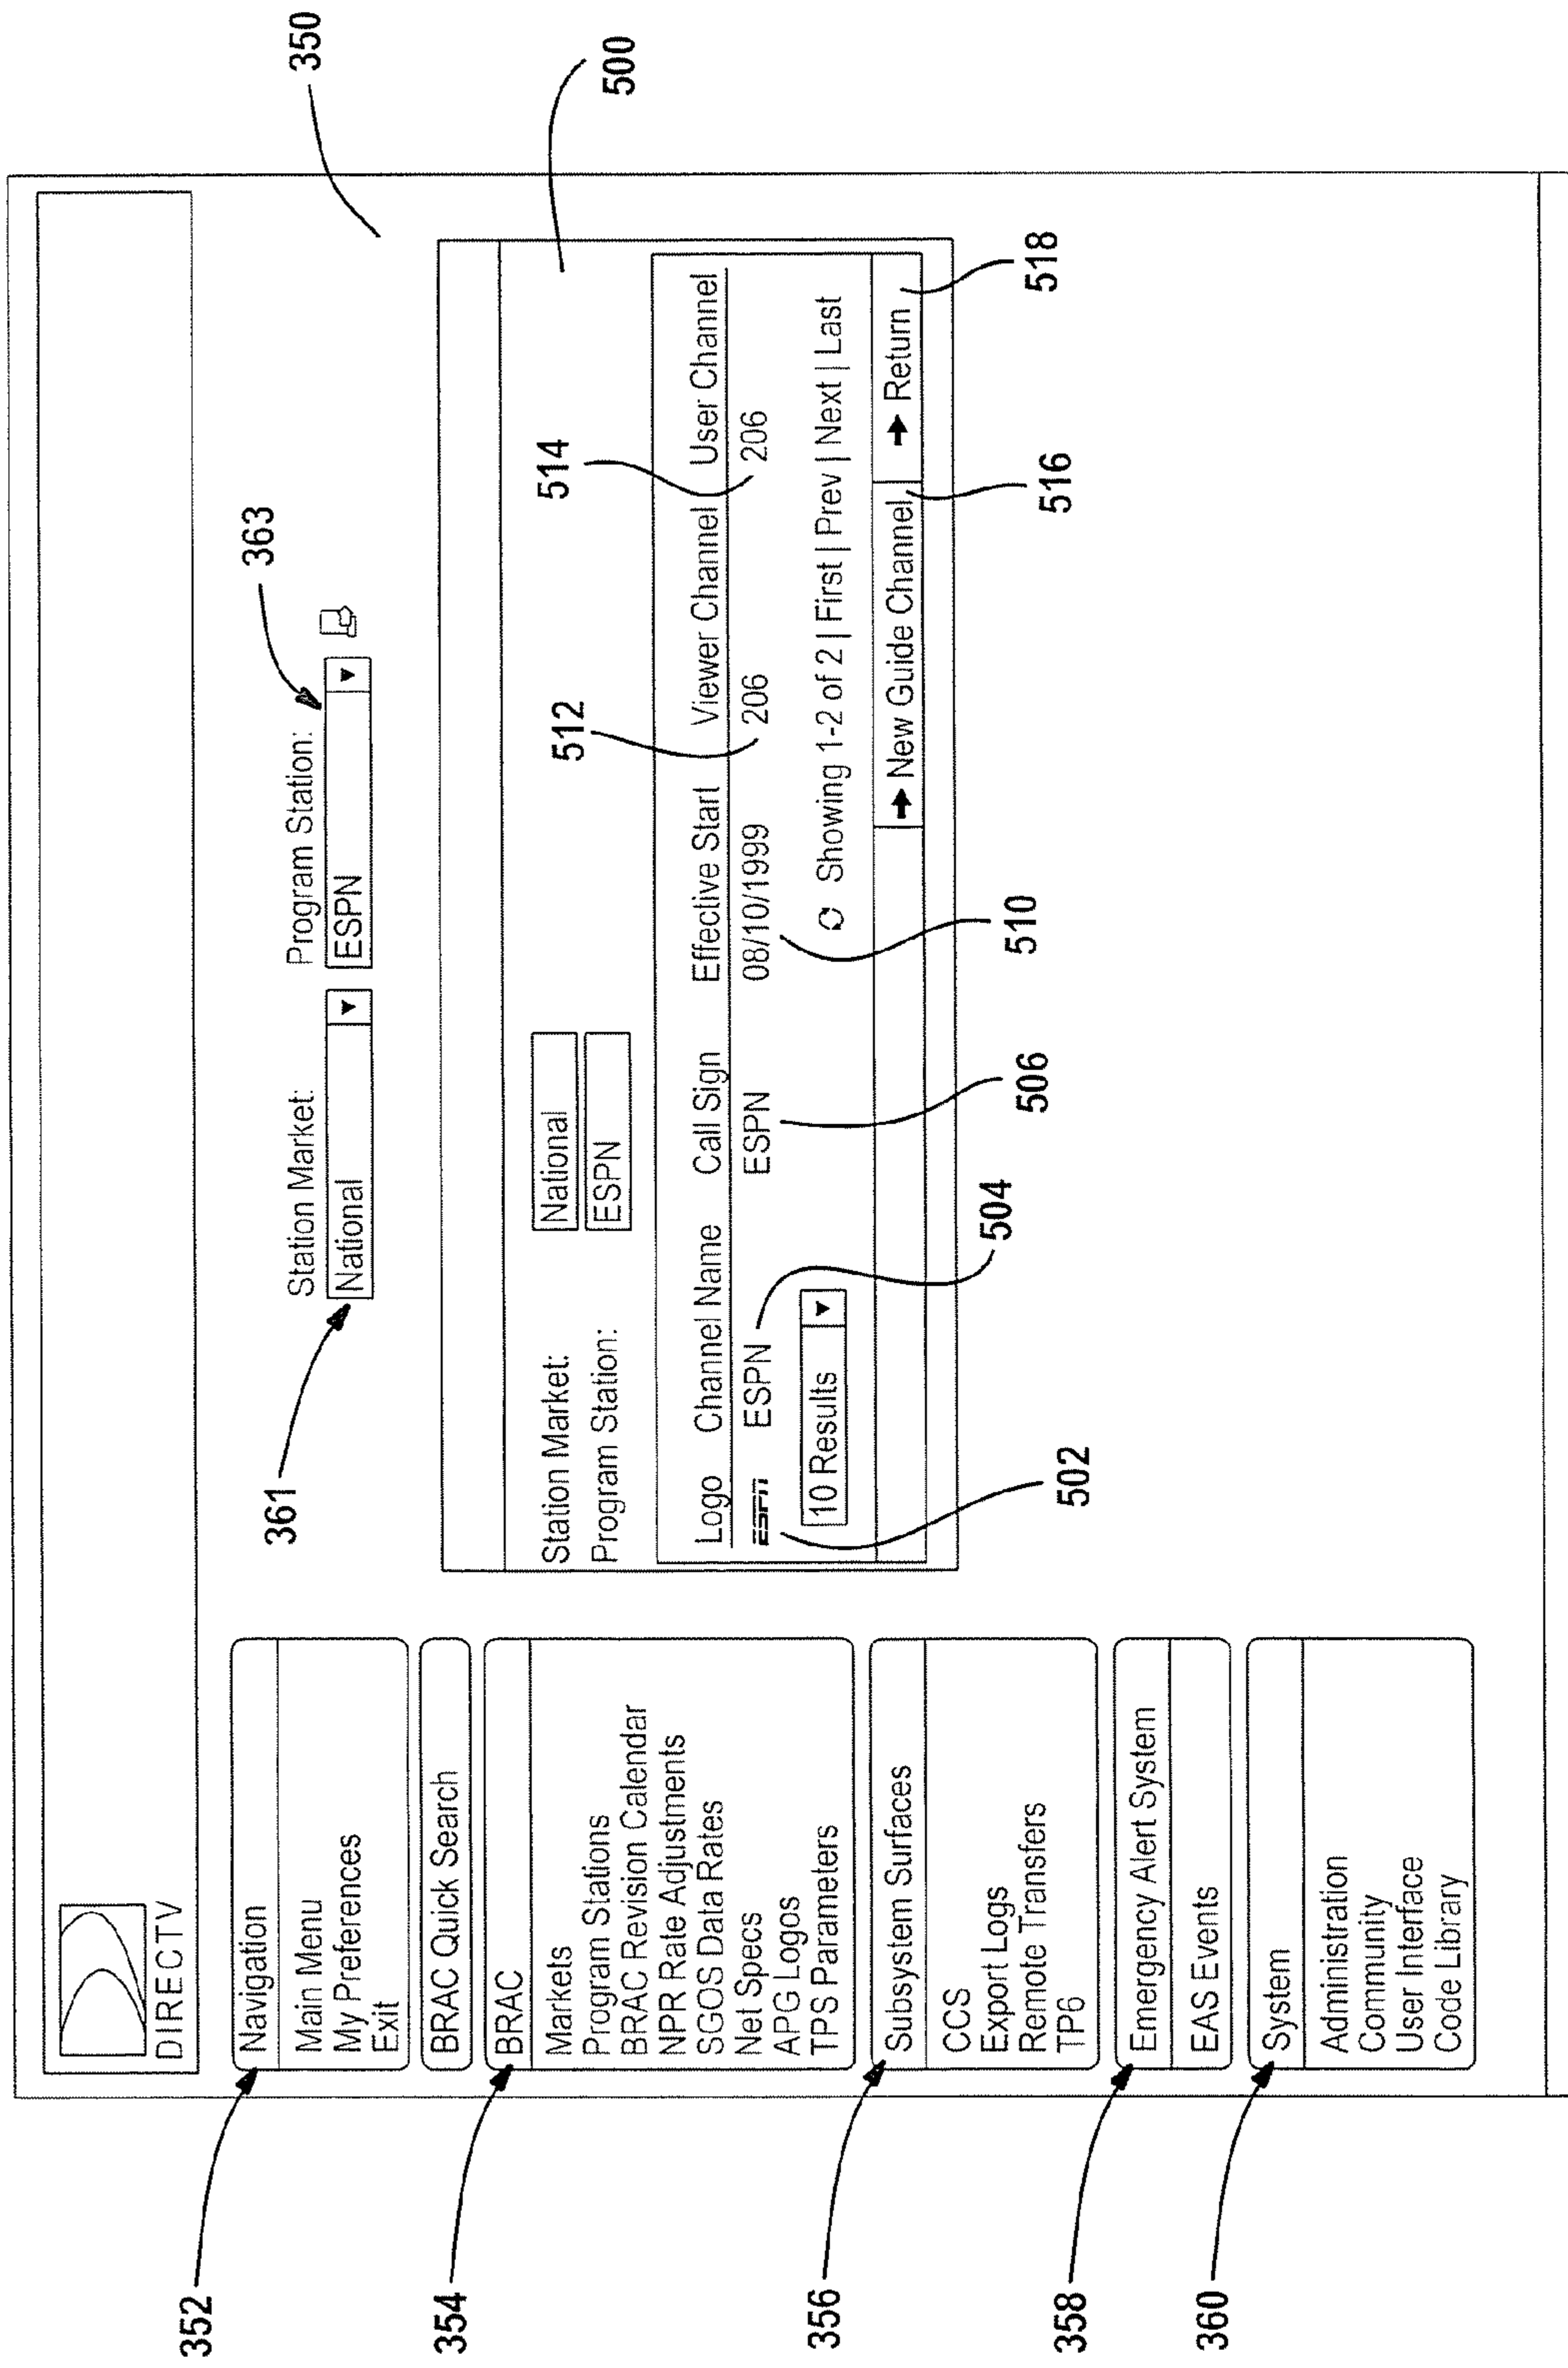 350
500
DIRECTV
363
361
Station Market:
Program Station:
National
ESPN
352
Navigation
Main Menu
My Preferences
Exit
BRAC Quick Search
354
BRAC
Markets
Program Stations
BRAC Revision Calendar
NPR Rate Adjustments
SGOS Data Rates
Net Specs
APG Logos
TPS Parameters
356
Subsystem Surfaces
CCS
Export Logs
Remote Transfers
TP6
358
Emergency Alert System
EAS Events
360
System
Administration
Community
User Interface
Code Library
Station Market:
National
Program Station:
ESPN
512
514
Logo Channel Name Call Sign Effective Start Viewer Channel User Channel
ESPN ESPN ESPN 08/10/1999 206 206
10 Results
Showing 1-2 of 2 | First | Prev | Next | Last
New Guide Channel
Return
502
504
506
510
516
518